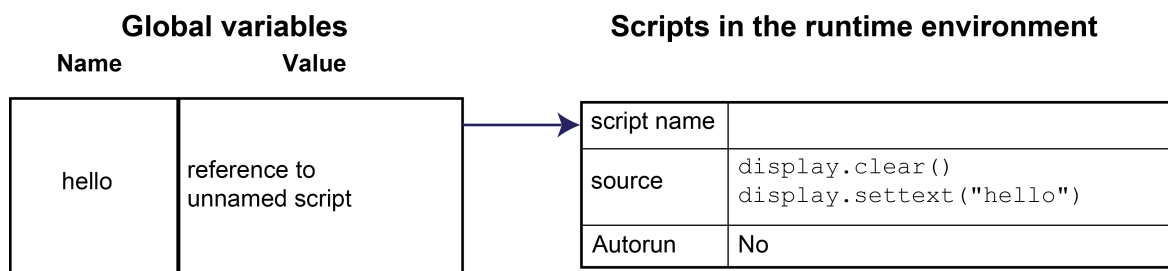 Global variables
Scripts in the runtime environment
Name Value
hello
reference to
unnamed script
script name
source
display.clear()
display.settext("hello")
Autorun No